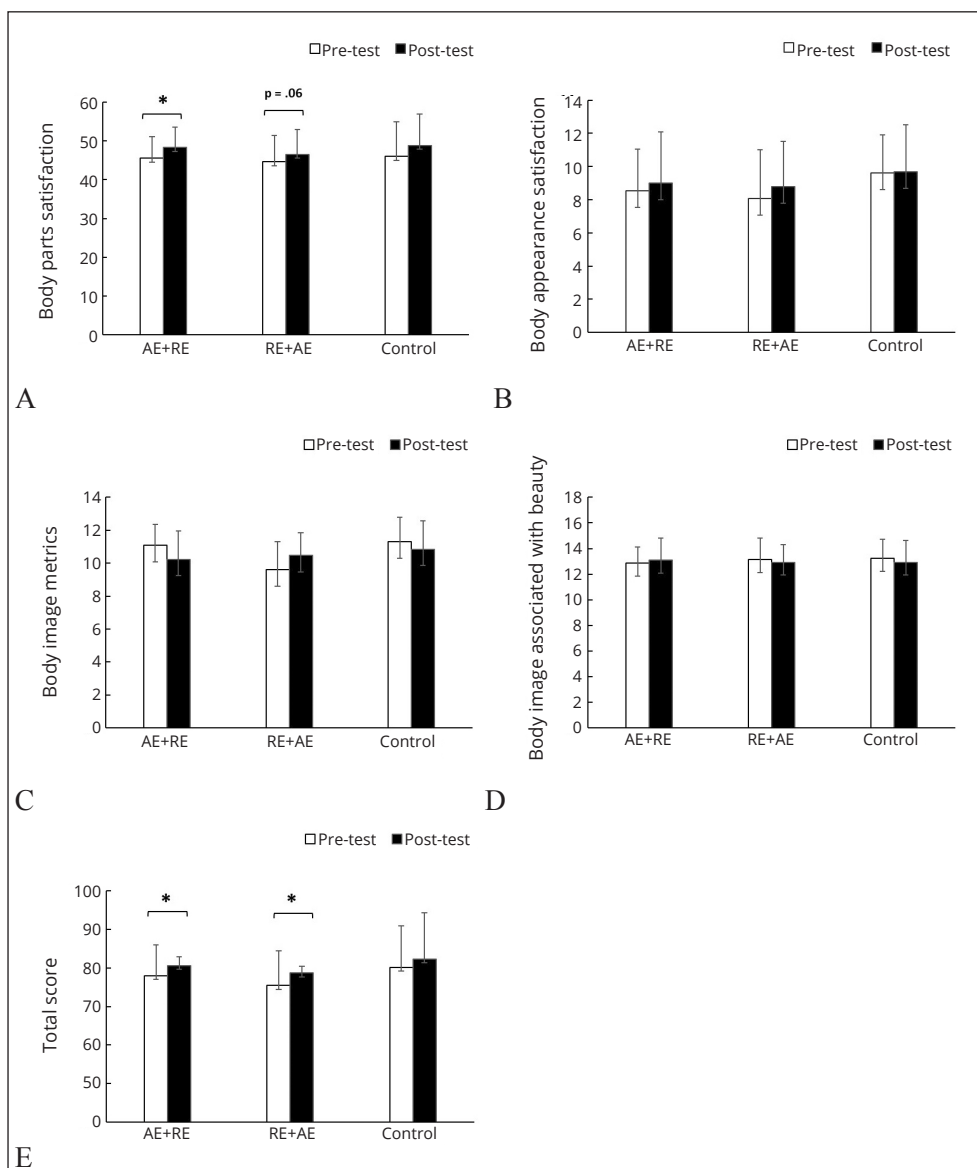 Pre-test Post-test
*
p = .06
Body parts satisfaction
60
50
40
30
20
10
0
AE+RE RE+AE Control
A
Pre-test Post-test
Body appearance satisfaction
14
12
10
8
6
4
2
0
AE+RE RE+AE Control
B
Pre-test Post-test
Body image metrics
14
12
10
8
6
4
2
0
AE+RE RE+AE Control
C
Pre-test Post-test
Body image associated with beauty
18
16
14
12
10
8
6
4
2
0
AE+RE RE+AE Control
D
Pre-test Post-test
* *
Total score
100
90
80
70
60
50
0
AE+RE RE+AE Control
E